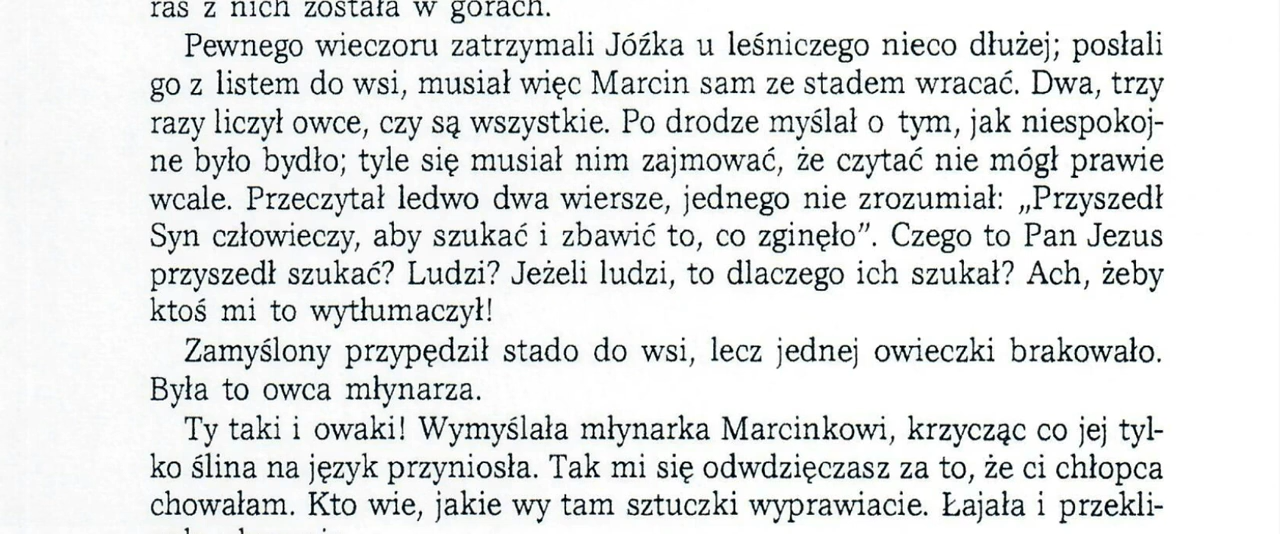 ras z nich została w górach.
Pewnego wieczoru zatrzymali Jóźka u leśniczego nieco dłużej; posłali
go z listem do wsi, musiał więc Marcin sam ze stadem wracać. Dwa, trzy
razy liczył owce, czy są wszystkie. Po drodze myślał o tym, jak niespokoj-
ne było bydło; tyle się musiał nim zajmować, że czytać nie mógł prawie
wcale. Przeczytał ledwo dwa wiersze, jednego nie zrozumiał: „Przyszedł
Syn człowieczy, aby szukać i zbawić to, co zginęło”. Czego to Pan Jezus
przyszedł szukać? Ludzi? Jeżeli ludzi, to dlaczego ich szukał? Ach, żeby
ktoś mi to wytłumaczył!
Zamyślony przypędził stado do wsi, lecz jednej owieczki brakowało.
Była to owca młynarza.
Ty taki i owaki! Wymyślała młynarka Marcinkowi, krzycząc co jej tyl-
ko ślina na język przyniosła. Tak mi się odwdzięczasz za to, że ci chłopca
chowałam. Kto wie, jakie wy tam sztuczki wyprawiacie. Łajała i przekli-